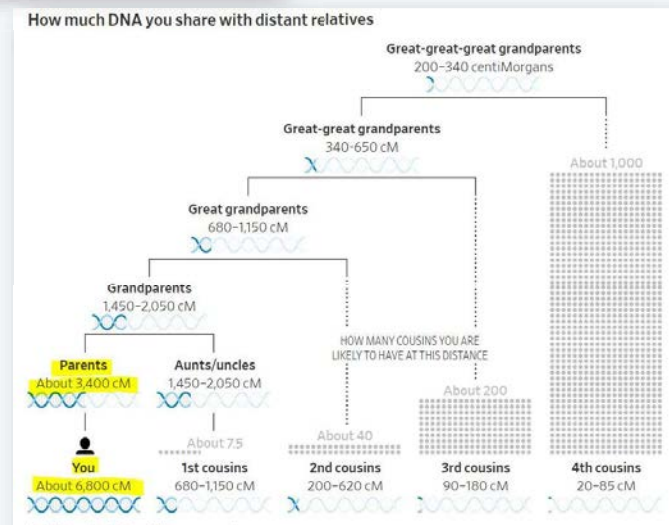 How much DNA you share with distant relatives
Great-great-great grandparents
200–340 centiMorgans
Great-great grandparents
340-650 cM
About 1,000
Great grandparents
680–1,150 cM
Grandparents
1,450–2,050 cM
HOW MANY COUSINS YOU ARE
LIKELY TO HAVE AT THIS DISTANCE
Parents
About 3,400 cM
Aunts/uncles
1,450–2,050 cM
About 7.5
About 40
About 200
You
About 6,800 cM
1st cousins
680–1,150 cM
2nd cousins
200–620 cM
3rd cousins
90–180 cM
4th cousins
20–85 cM